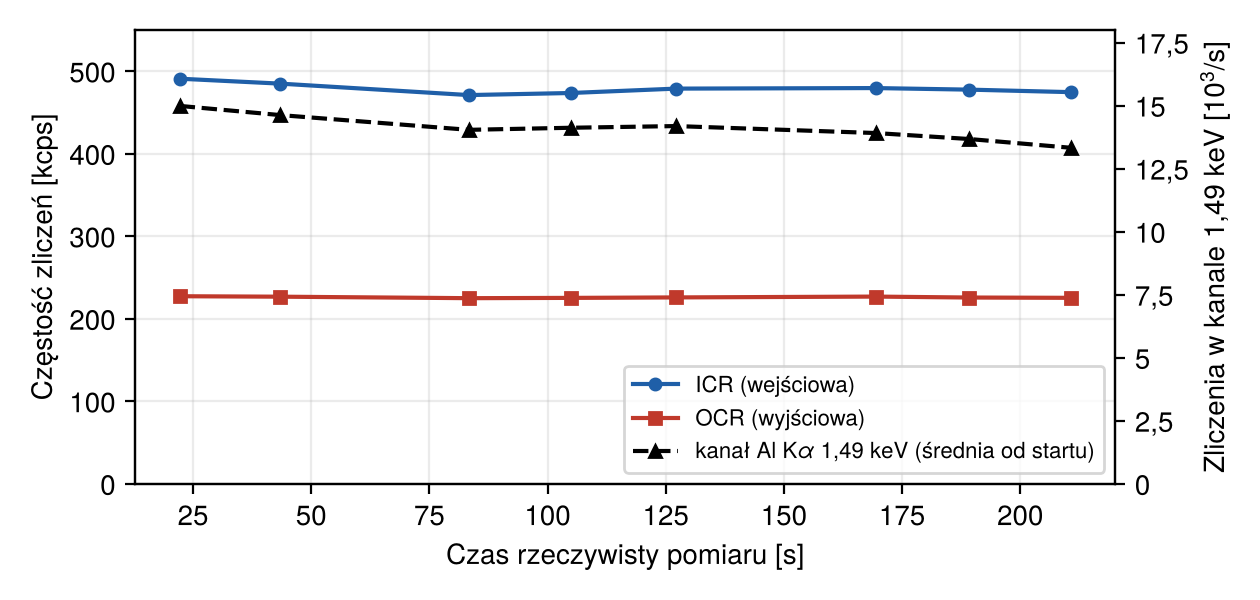 Częstość zliczeń [kcps]
500
400
300
200
100
0
17,5
15
12,5
10
7,5
5
2,5
0
Zliczenia w kanale 1,49 keV [10³/s]
ICR (wejściowa)
OCR (wyjściowa)
kanał Al Kα 1,49 keV (średnia od startu)
25 50 75 100 125 150 175 200
Czas rzeczywisty pomiaru [s]